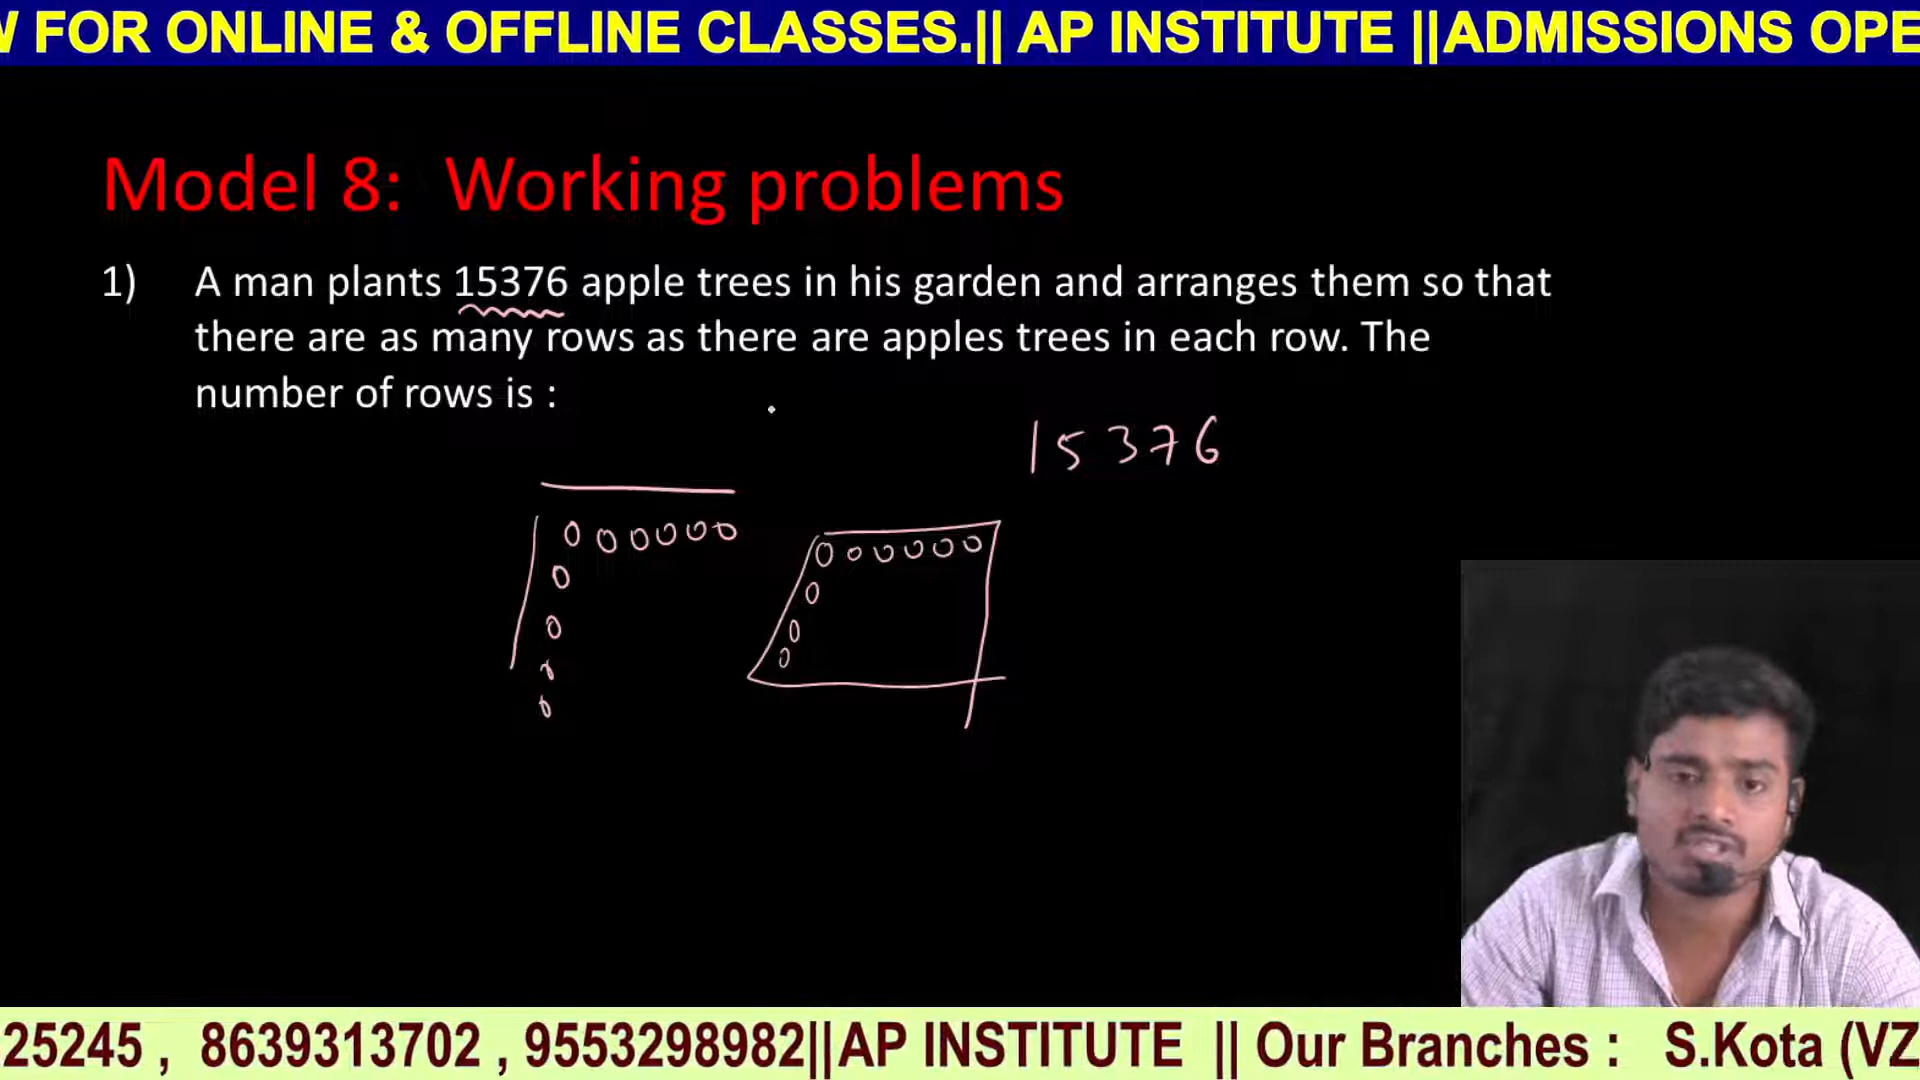 FOR ONLINE & OFFLINE CLASSES.|| AP INSTITUTE ||ADMISSIONS OPE
Model 8: Working problems
1) A man plants 15376 apple trees in his garden and arranges them so that
there are as many rows as there are apples trees in each row. The
number of rows is :
15376
25245 , 8639313702 , 9553298982||AP INSTITUTE || Our Branches : S.Kota (VZ